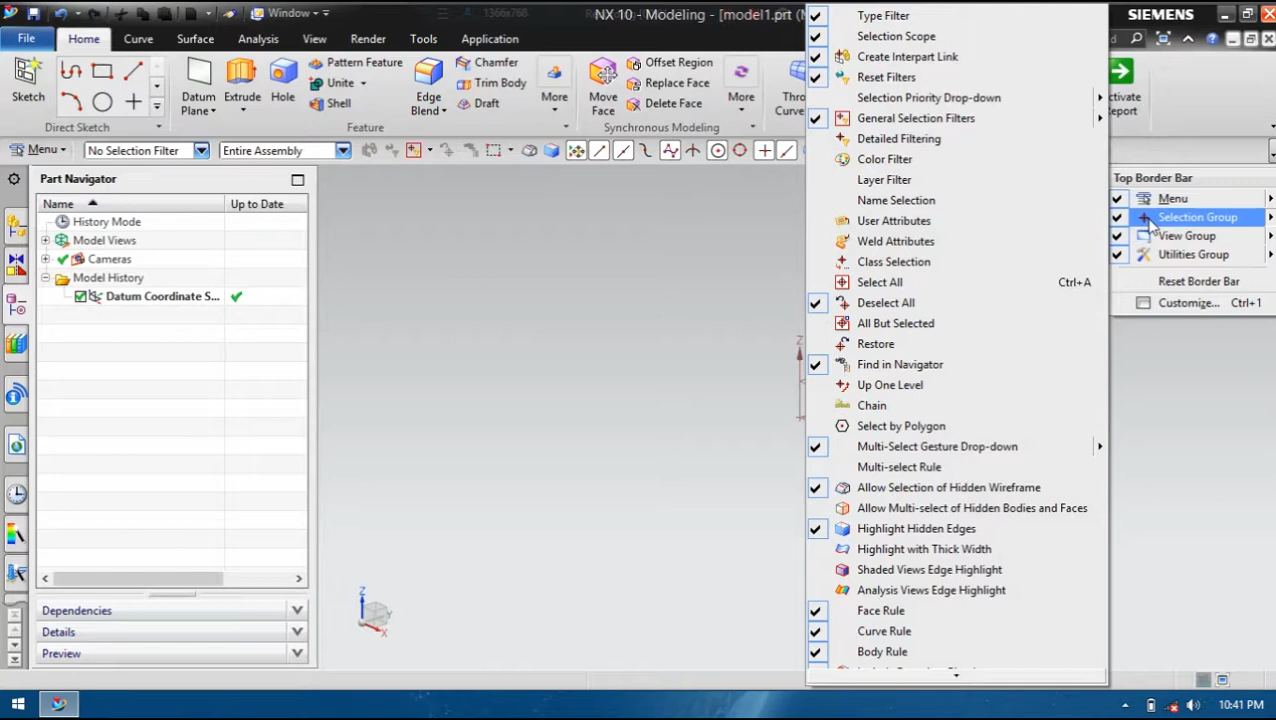 Window
1366x768
NX 10 - Modeling - [model1.prt (
SIEMENS
File
Home
Curve
Surface
Analysis
View
Render
Tools
Application
Sketch
Direct Sketch
Datum
Plane
Extrude
Hole
Pattern Feature
Unite
Shell
Chamfer
Trim Body
Draft
More
Feature
Edge
Blend
Move
Face
Offset Region
Replace Face
Delete Face
More
Synchronous Modeling
Report
Menu
No Selection Filter
Entire Assembly
Part Navigator
Name
Up to Date
History Mode
Model Views
Cameras
Model History
Datum Coordinate S...
Dependencies
Details
Preview
Z
Z
Y
X
Type Filter
Selection Scope
Create Interpart Link
Reset Filters
Selection Priority Drop-down
General Selection Filters
Detailed Filtering
Color Filter
Layer Filter
Name Selection
User Attributes
Weld Attributes
Class Selection
Select All Ctrl+A
Deselect All
All But Selected
Restore
Find in Navigator
Up One Level
Chain
Select by Polygon
Multi-Select Gesture Drop-down
Multi-select Rule
Allow Selection of Hidden Wireframe
Allow Multi-select of Hidden Bodies and Faces
Highlight Hidden Edges
Highlight with Thick Width
Shaded Views Edge Highlight
Analysis Views Edge Highlight
Face Rule
Curve Rule
Body Rule
Top Border Bar
Menu
Selection Group
View Group
Utilities Group
Reset Border Bar
Customize... Ctrl+1
10:41 PM